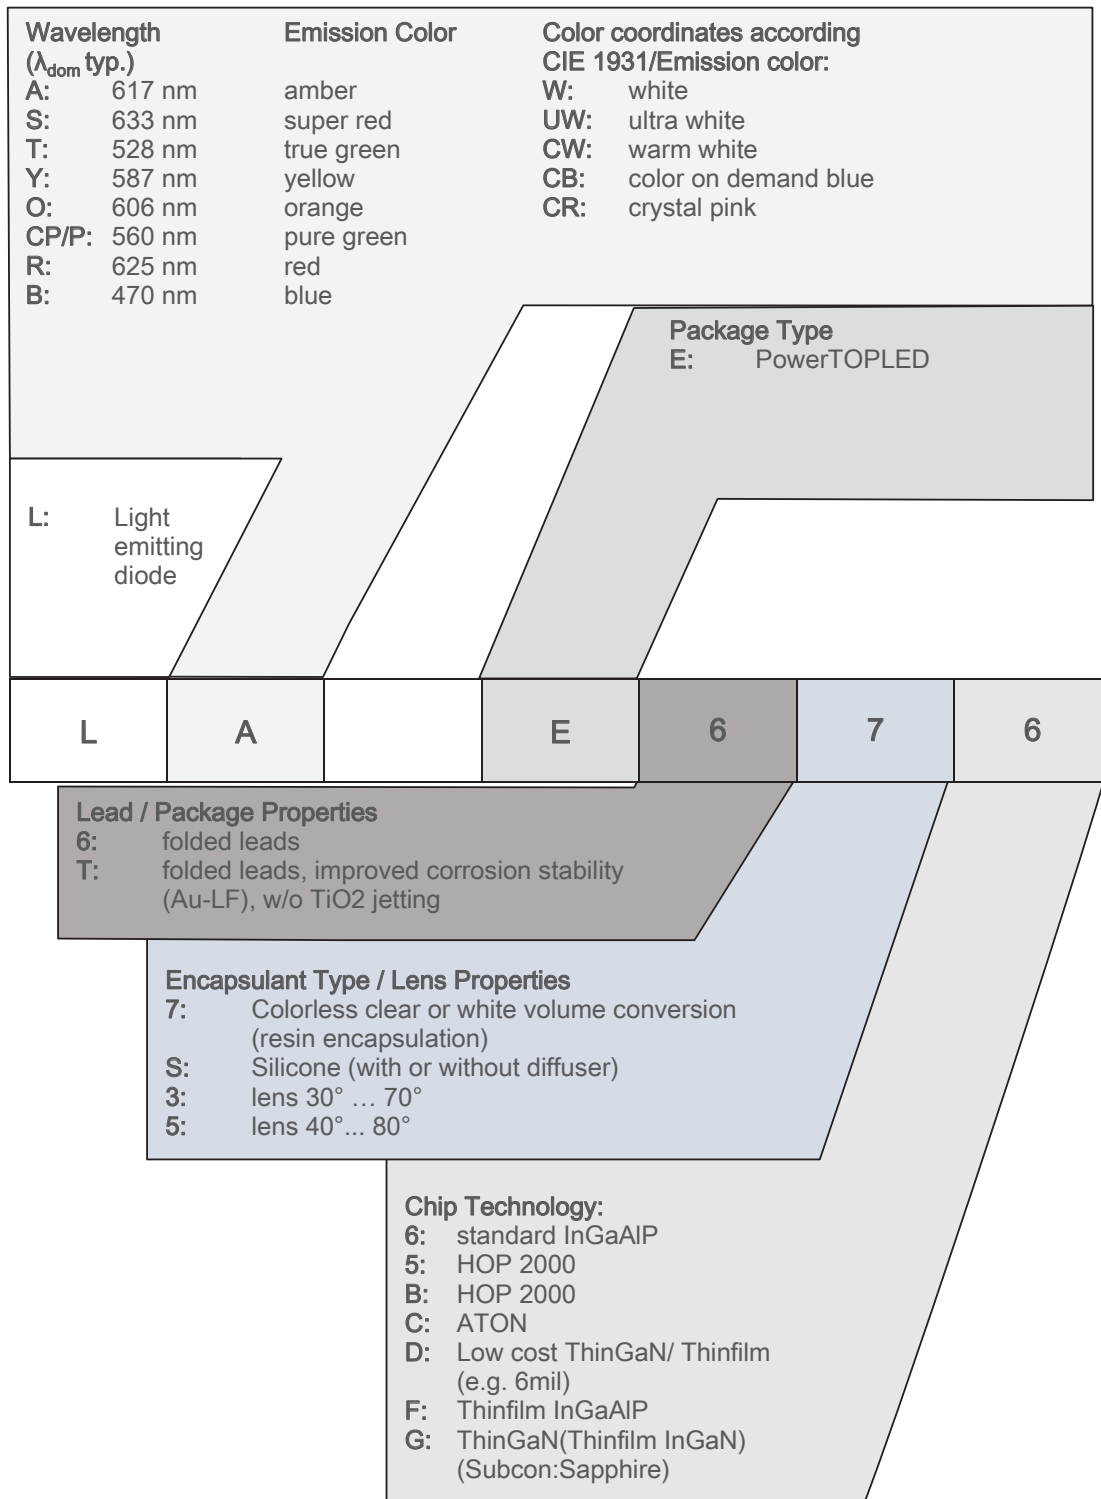 Wavelength Emission Color Color coordinates according
(λdom typ.) CIE 1931/Emission color:
A: 617 nm amber W: white
S: 633 nm super red UW: ultra white
T: 528 nm true green CW: warm white
Y: 587 nm yellow CB: color on demand blue
O: 606 nm orange CR: crystal pink
CP/P: 560 nm pure green
R: 625 nm red
B: 470 nm blue
Package Type
E: PowerTOPLED
L: Light
emitting
diode
L A E 6 7 6
Lead / Package Properties
6: folded leads
T: folded leads, improved corrosion stability
(Au-LF), w/o TiO2 jetting
Encapsulant Type / Lens Properties
7: Colorless clear or white volume conversion
(resin encapsulation)
S: Silicone (with or without diffuser)
3: lens 30° … 70°
5: lens 40°... 80°
Chip Technology:
6: standard InGaAlP
5: HOP 2000
B: HOP 2000
C: ATON
D: Low cost ThinGaN/ Thinfilm
(e.g. 6mil)
F: Thinfilm InGaAlP
G: ThinGaN(Thinfilm InGaN)
(Subcon:Sapphire)